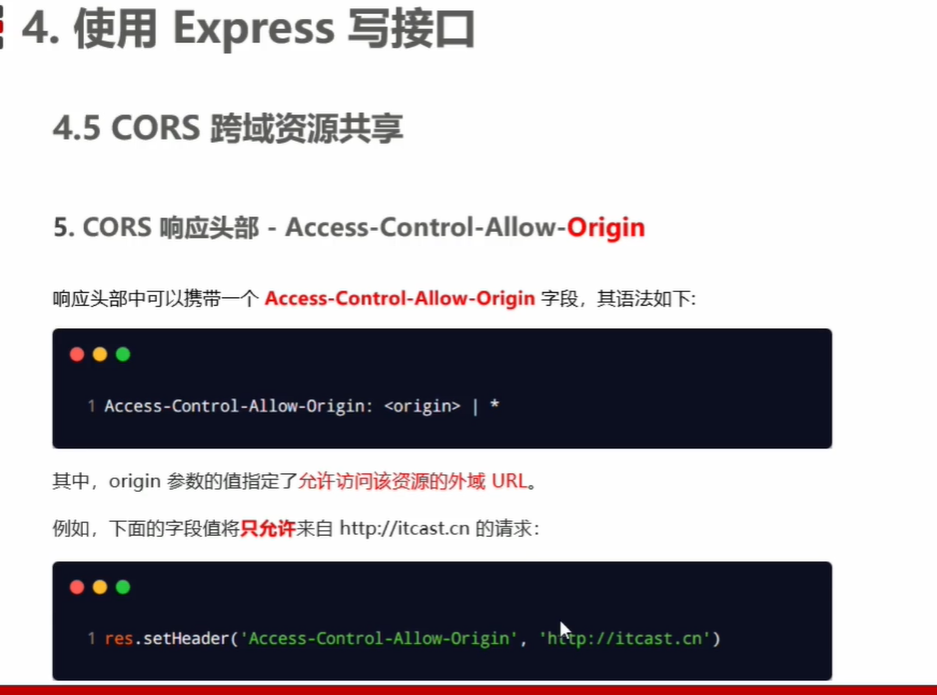 4. 使用 Express 写接口
4.5 CORS 跨域资源共享
5. CORS 响应头部 - Access-Control-Allow-Origin
响应头部中可以携带一个 Access-Control-Allow-Origin 字段，其语法如下:
1 Access-Control-Allow-Origin: <origin> | *
其中，origin 参数的值指定了允许访问该资源的外域 URL。
例如，下面的字段值将只允许来自 http://itcast.cn 的请求：
1 res.setHeader('Access-Control-Allow-Origin', 'http://itcast.cn')